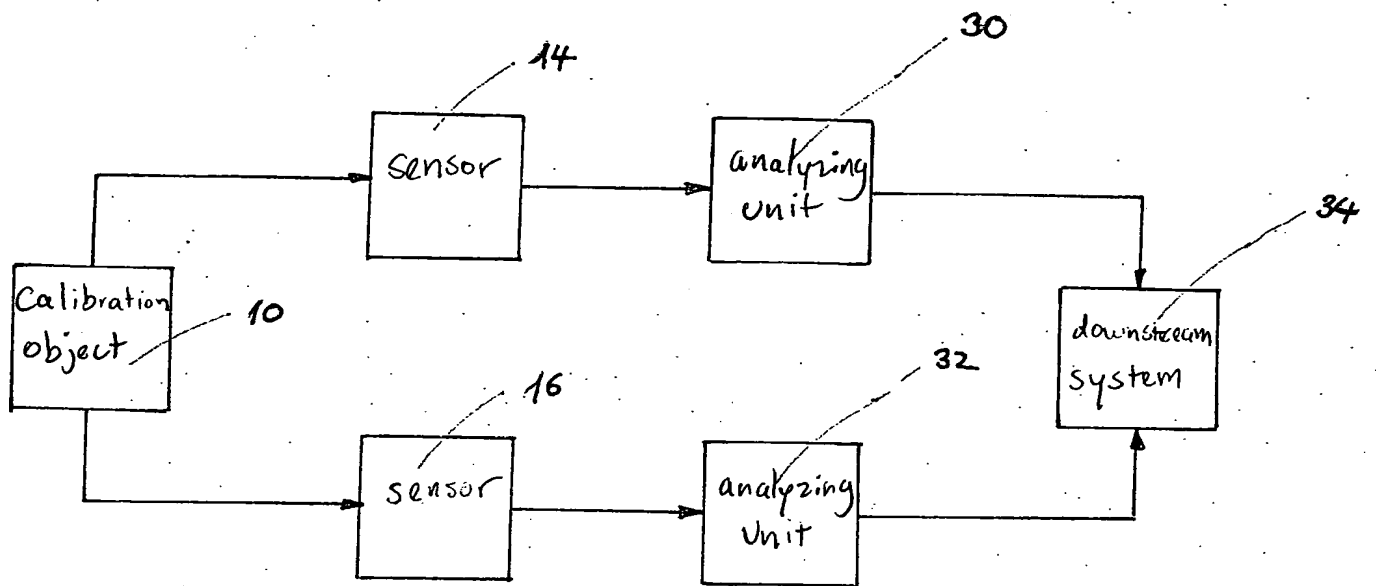 30
14
sensor
analyzing
unit
34
Calibration
object
10
downstream
system
32
16
sensor
analyzing
unit